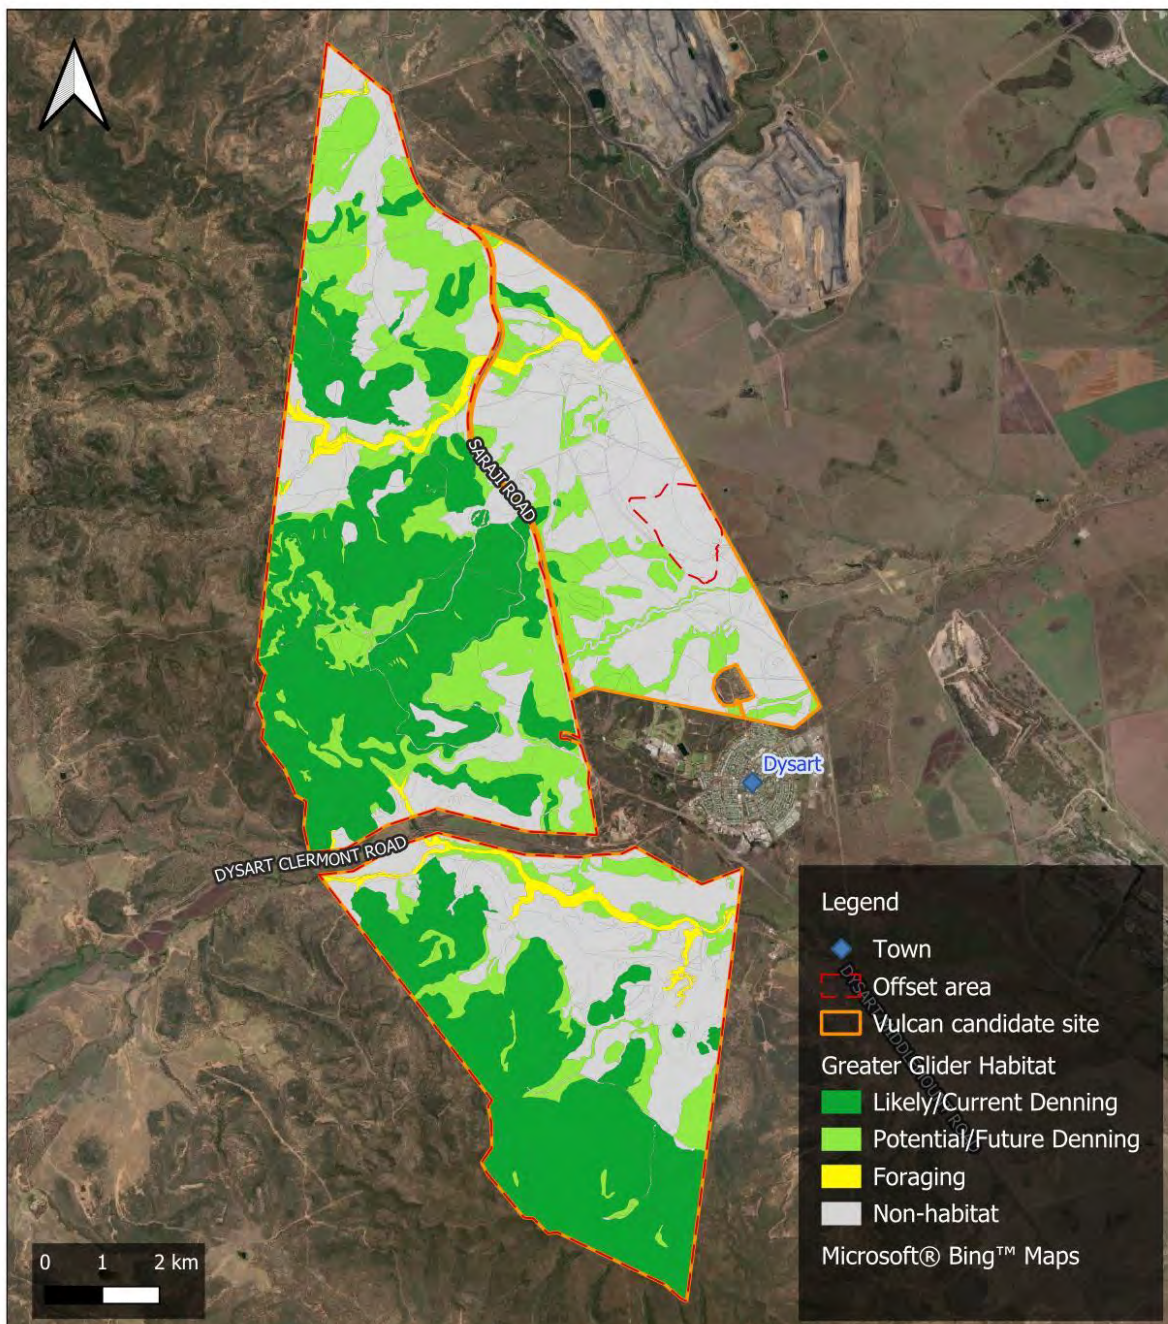 SARAJI ROAD
Dysart
DYSART CLERMONT ROAD
Legend
Town
Offset area
Vulcan candidate site
Greater Glider Habitat
Likely/Current Denning
Potential/Future Denning
Foraging
Non-habitat
Microsoft® Bing™ Maps
0 1 2 km